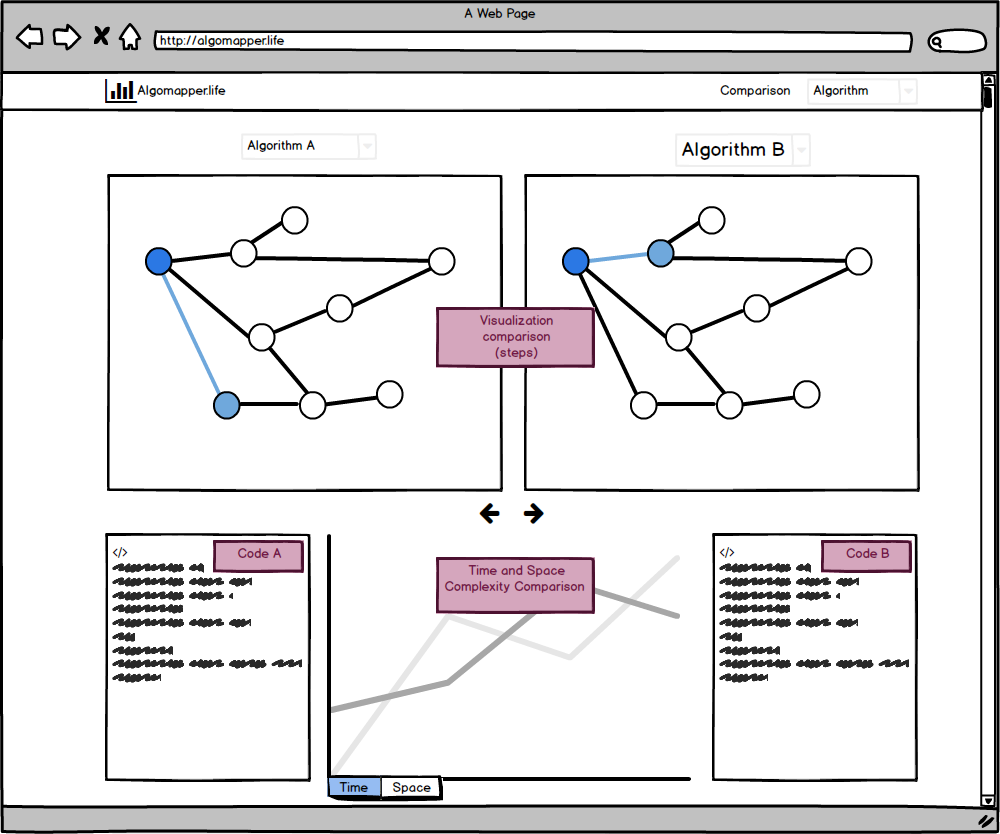 A Web Page
http://algomapper.life
Algomapper.life
Comparison
Algorithm
Algorithm A
Algorithm B
Visualization
comparison
(steps)
</>
Code A
Time and Space
Complexity Comparison
</>
Code B
Time
Space